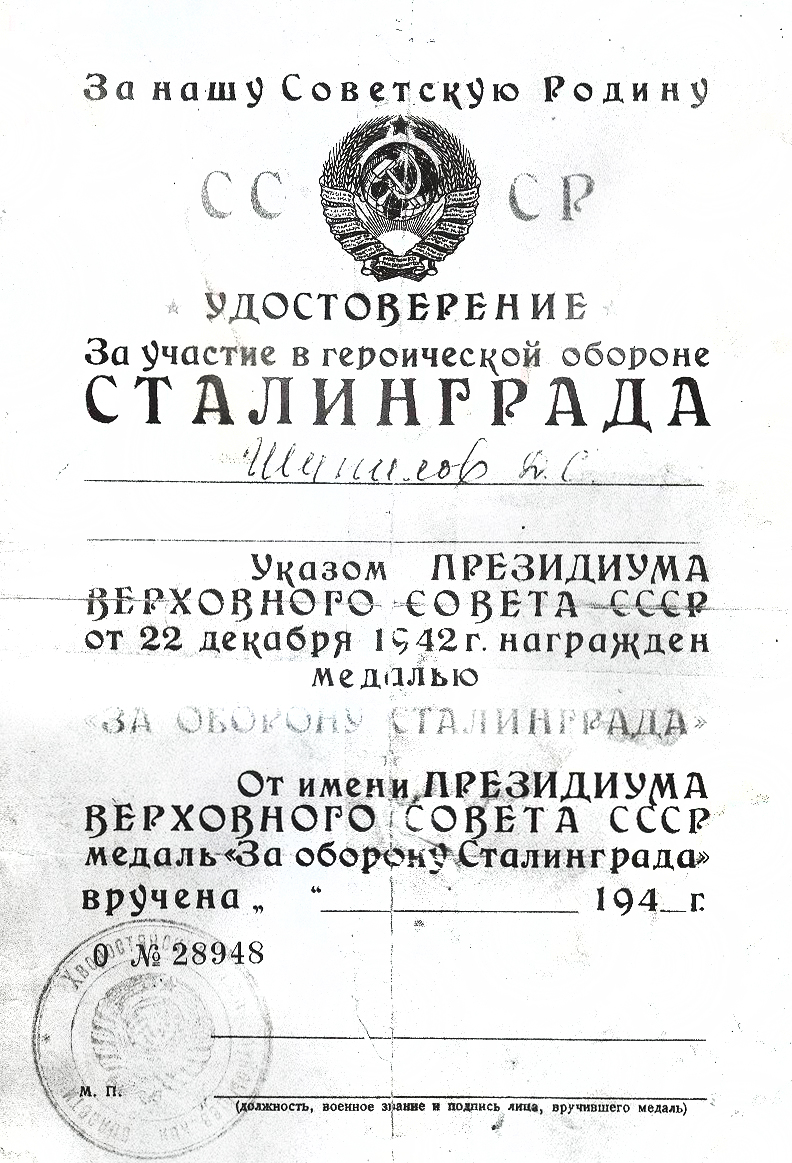 За нашу Советскую Родину
СС СР
УДОСТОВЕРЕНИЕ
За участие в героической обороне
СТАЛИНГРАДА
Шутилов
Указом ПРЕЗИДИУМА
ВЕРХОВНОГО СОВЕТА СССР
от 22 декабря 1942 г. награжден
медалью
«ЗА ОБОРОНУ СТАЛИНГРАДА»
От имени ПРЕЗИДИУМА
ВЕРХОВНОГО СОВЕТА СССР
медаль «За оборону Сталинграда»
вручена „ “ 194 г.
О № 28948
М. П.
(должность, военное звание и подпись лица, вручившего медаль)